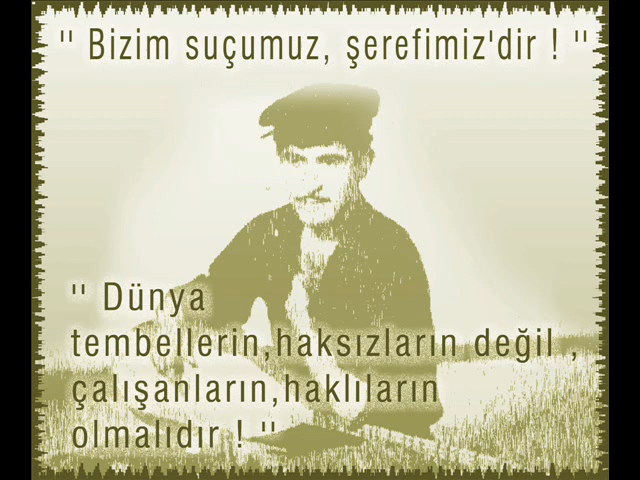 " Bizim suçumuz, şerefimiz'dir ! "
" Dünya
tembellerin,haksızların değil ,
çalışanların,haklıların
olmalıdır ! "